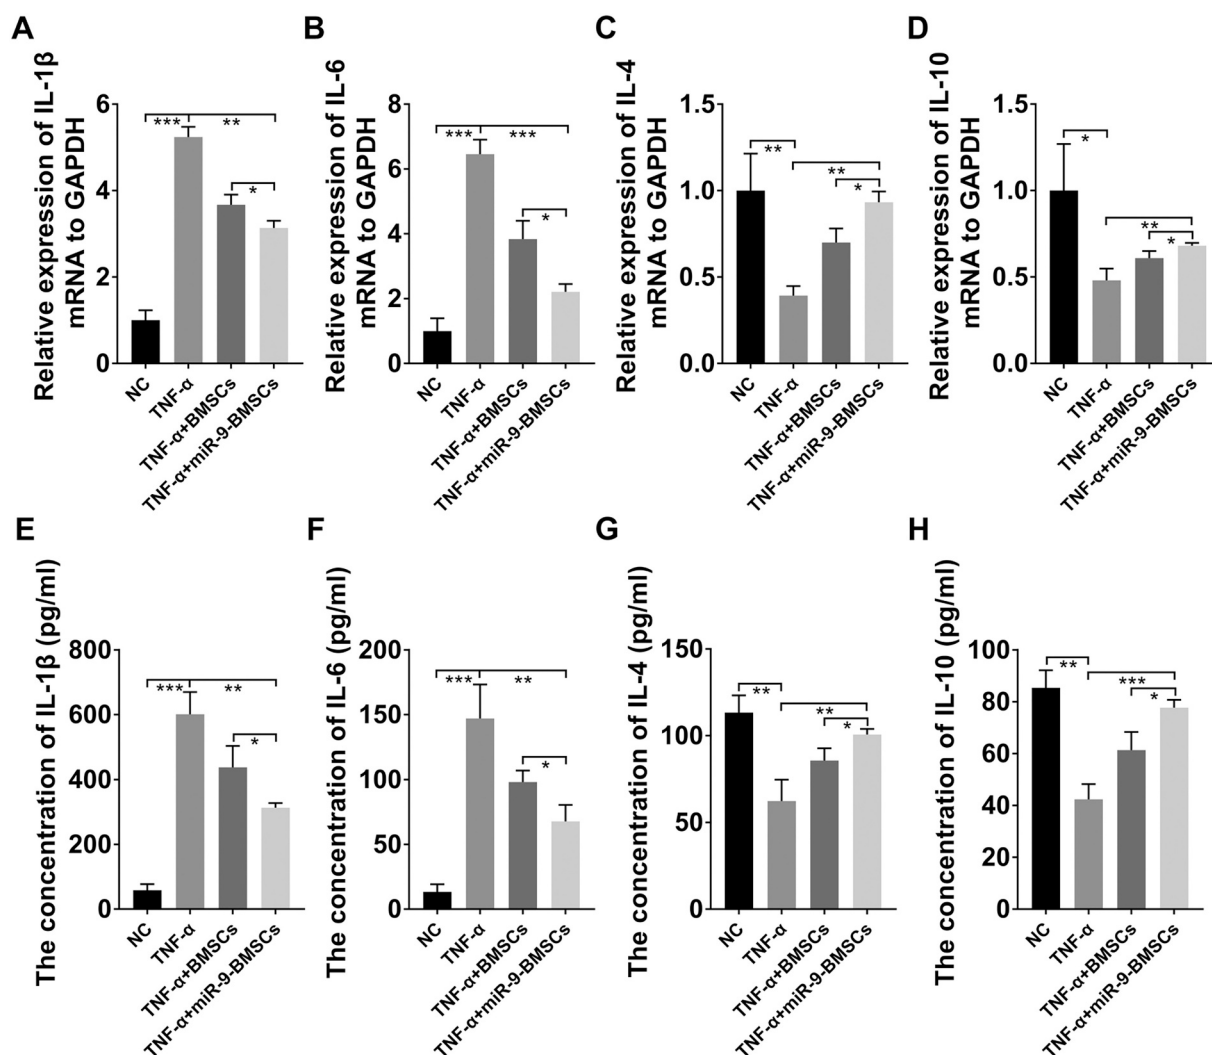 A
Relative expression of IL-1β
mRNA to GAPDH
6
4
2
0
***
**
*
NC
TNF-α
TNF-α+BMSCs
TNF-α+miR-9-BMSCs
B
Relative expression of IL-6
mRNA to GAPDH
8
6
4
2
0
***
***
*
NC
TNF-α
TNF-α+BMSCs
TNF-α+miR-9-BMSCs
C
Relative expression of IL-4
mRNA to GAPDH
1.5
1.0
0.5
0.0
**
**
*
NC
TNF-α
TNF-α+BMSCs
TNF-α+miR-9-BMSCs
D
Relative expression of IL-10
mRNA to GAPDH
1.5
1.0
0.5
0.0
*
**
*
NC
TNF-α
TNF-α+BMSCs
TNF-α+miR-9-BMSCs
E
The concentration of IL-1β (pg/ml)
800
600
400
200
0
***
**
*
NC
TNF-α
TNF-α+BMSCs
TNF-α+miR-9-BMSCs
F
The concentration of IL-6 (pg/ml)
200
150
100
50
0
***
**
*
NC
TNF-α
TNF-α+BMSCs
TNF-α+miR-9-BMSCs
G
The concentration of IL-4 (pg/ml)
150
100
50
0
**
**
*
NC
TNF-α
TNF-α+BMSCs
TNF-α+miR-9-BMSCs
H
The concentration of IL-10 (pg/ml)
100
80
60
40
20
0
**
***
*
NC
TNF-α
TNF-α+BMSCs
TNF-α+miR-9-BMSCs